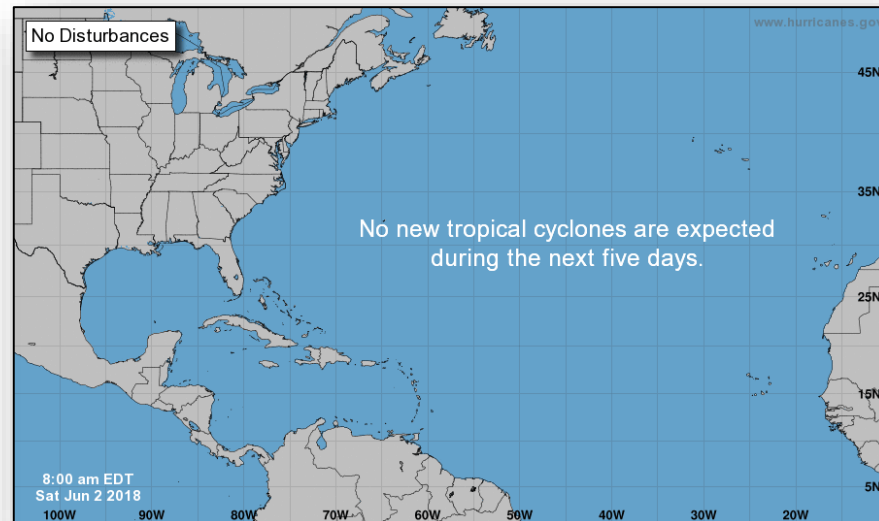 No Disturbances
www.hurricanes.gov
45N
35N
No new tropical cyclones are expected
during the next five days.
25N
15N
8:00 am EDT
Sat Jun 2 2018
5N
100W 90W 80W 70W 60W 50W 40W 30W 20W